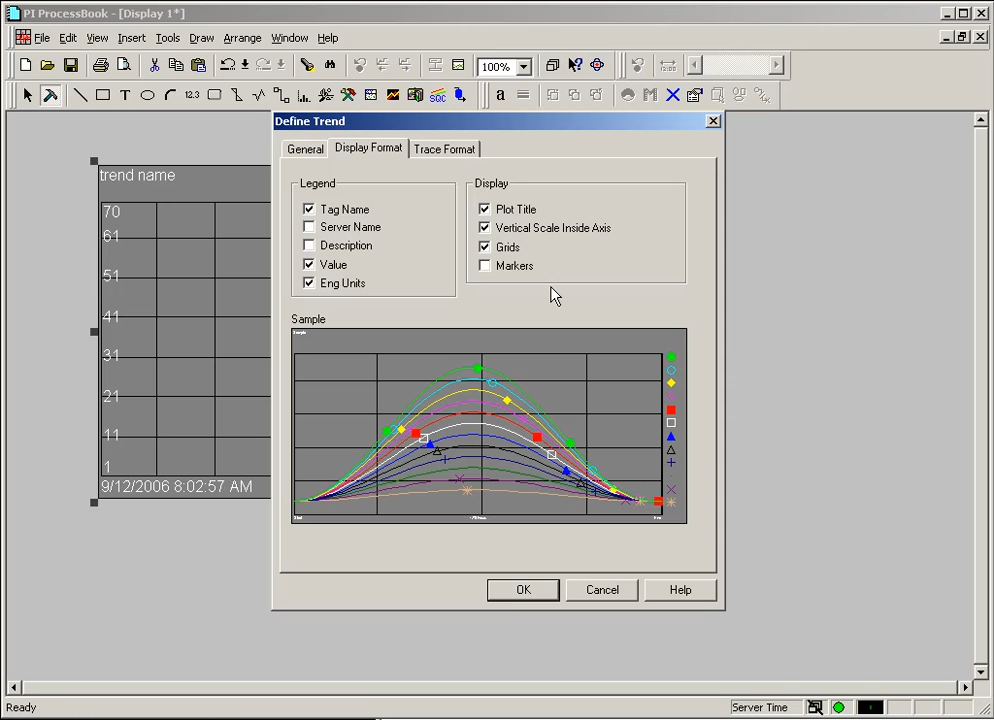 PI ProcessBook - [Display 1*]
File Edit View Insert Tools Draw Arrange Window Help
100%
T 12.3 SQC a
Define Trend
General Display Format Trace Format
Legend
Tag Name
Server Name
Description
Value
Eng Units
Display
Plot Title
Vertical Scale Inside Axis
Grids
Markers
Sample
trend name
70
61
51
41
31
21
11
1
9/12/2006 8:02:57 AM
OK Cancel Help
Ready Server Time